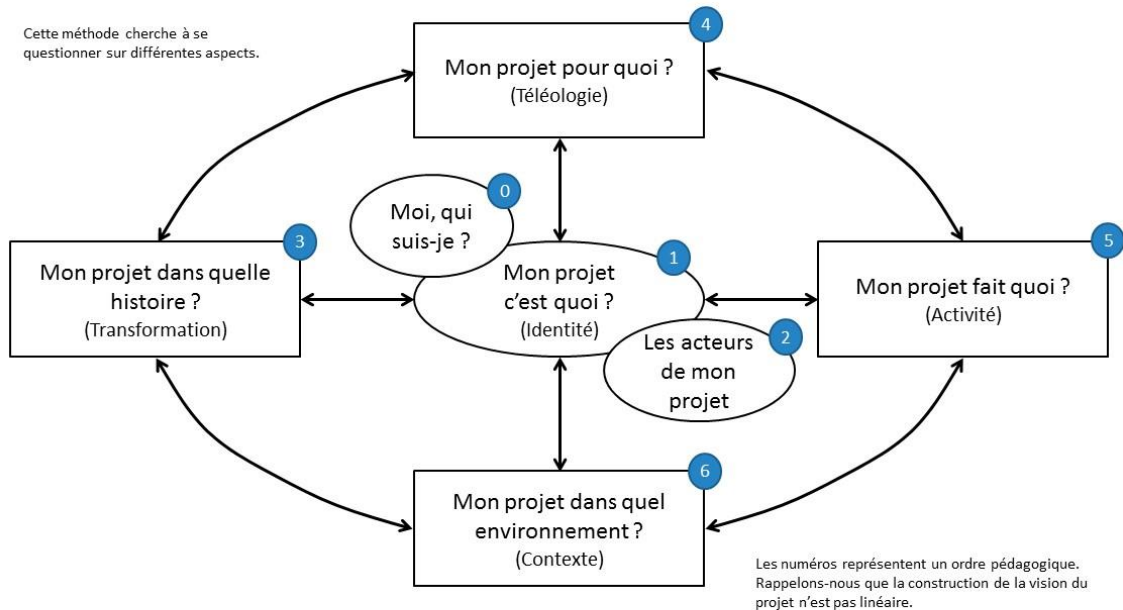 Cette méthode cherche à se
questionner sur différentes aspects.
4
Mon projet pour quoi ?
(Téléologie)
0
Moi, qui
suis-je ?
3
Mon projet dans quelle
histoire ?
(Transformation)
1
Mon projet
c'est quoi ?
(Identité)
5
Mon projet fait quoi ?
(Activité)
2
Les acteurs
de mon
projet
6
Mon projet dans quel
environnement ?
(Contexte)
Les numéros représentent un ordre pédagogique.
Rappelons-nous que la construction de la vision du
projet n'est pas linéaire.